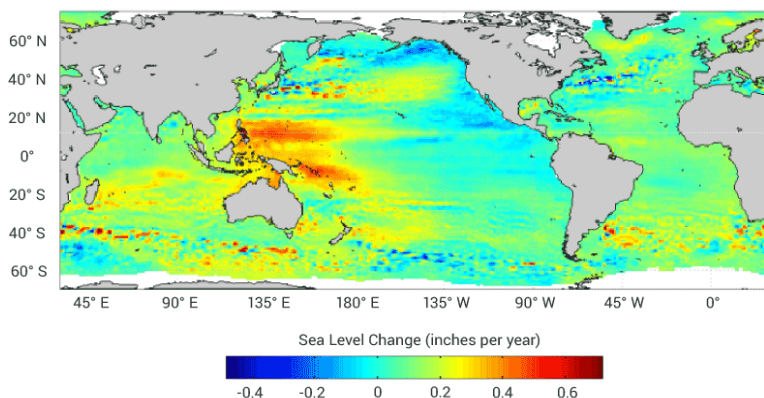 60° N
40° N
20° N
0°
20° S
40° S
60° S
45° E 90° E 135° E 180° E 135° W 90° W 45° W 0°
Sea Level Change (inches per year)
-0.4 -0.2 0 0.2 0.4 0.6